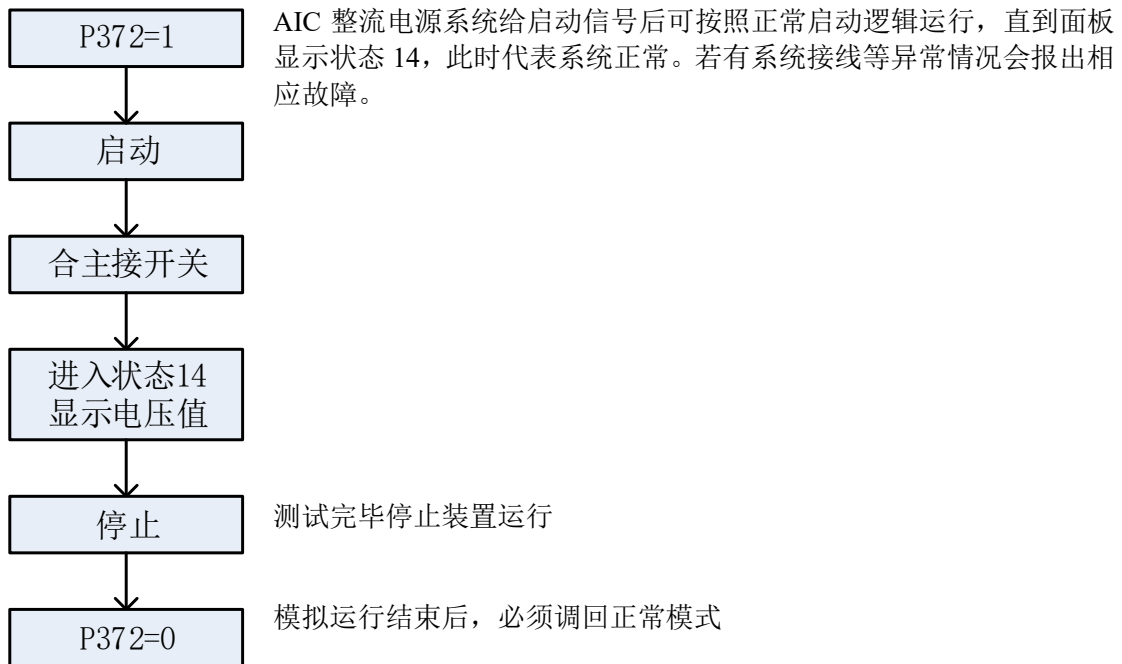 P372=1
AIC 整流电源系统给启动信号后可按照正常启动逻辑运行，直到面板
显示状态 14，此时代表系统正常。若有系统接线等异常情况会报出相
应故障。
启动
合主接开关
进入状态14
显示电压值
停止
测试完毕停止装置运行
P372=0
模拟运行结束后，必须调回正常模式